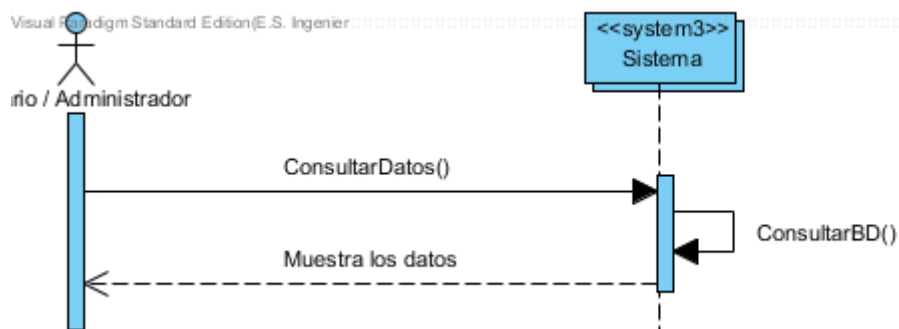 Visual Paradigm Standard Edition(E.S. Ingenier
<<system3>>
Sistema
rio / Administrador
ConsultarDatos()
ConsultarBD()
Muestra los datos